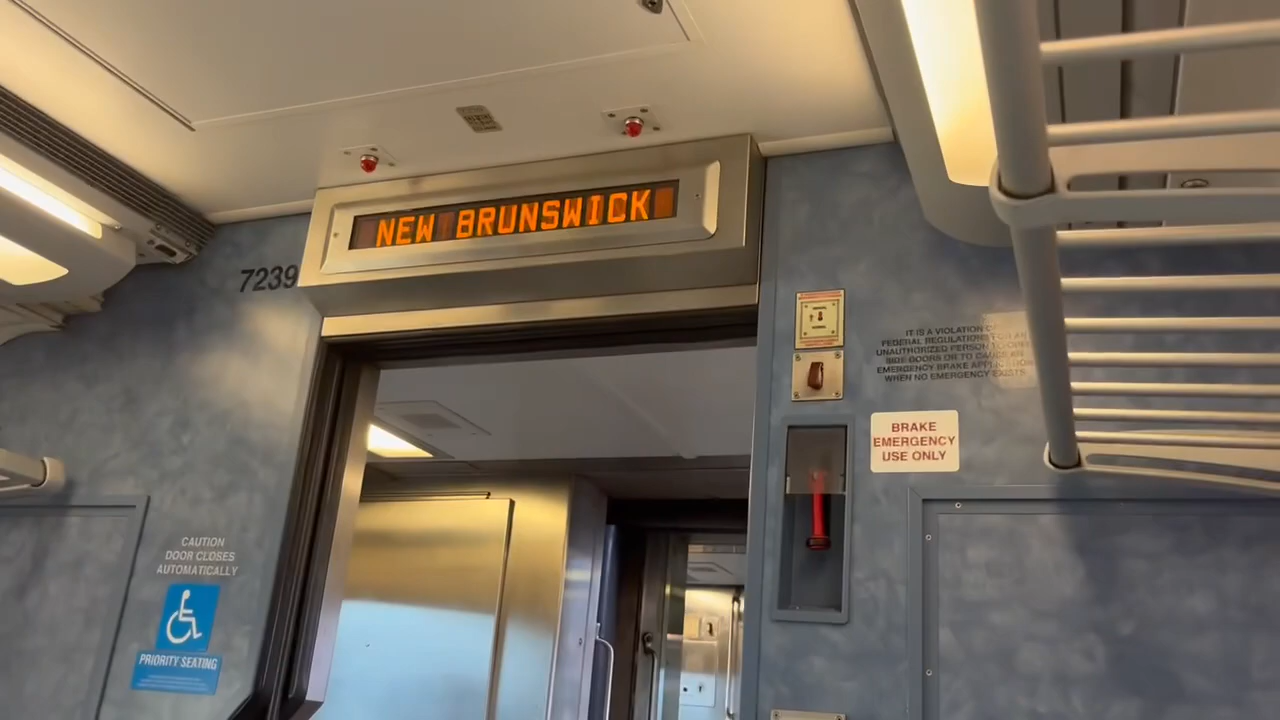 NEW BRUNSWICK
7239
IT IS A VIOLATION OF
FEDERAL REGULATIONS FOR AN
UNAUTHORIZED PERSON TO OPEN
SIDE DOORS OR TO CAUSE AN
EMERGENCY BRAKE APPLICATION
WHEN NO EMERGENCY EXISTS
BRAKE
EMERGENCY
USE ONLY
CAUTION
DOOR CLOSES
AUTOMATICALLY
PRIORITY SEATING